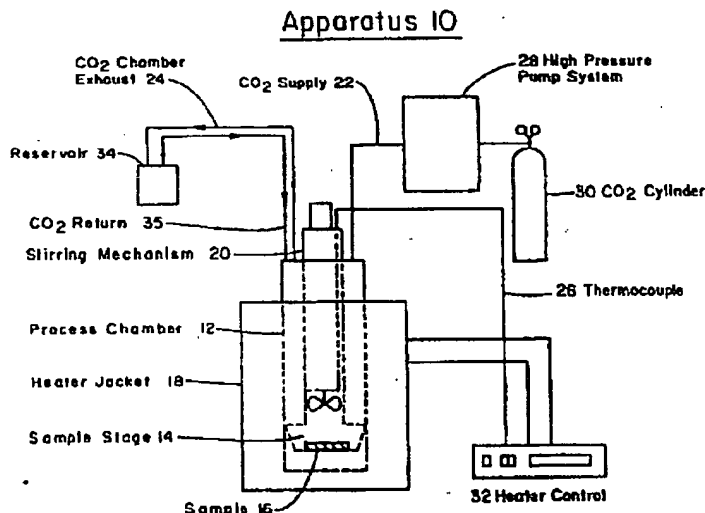 Apparatus 10
CO2 Chamber
Exhaust 24
CO2 Supply 22
28 High Pressure
Pump System
Reservoir 34
30 CO2 Cylinder
CO2 Return
35
Stirring Mechanism 20
26 Thermocouple
Process Chamber 12
Heater Jacket 18
Sample Stage 14
Sample 16
32 Heater Control